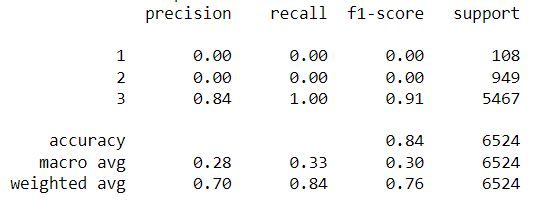 precision recall f1-score support
1 0.00 0.00 0.00 108
2 0.00 0.00 0.00 949
3 0.84 1.00 0.91 5467
accuracy 0.84 6524
macro avg 0.28 0.33 0.30 6524
weighted avg 0.70 0.84 0.76 6524